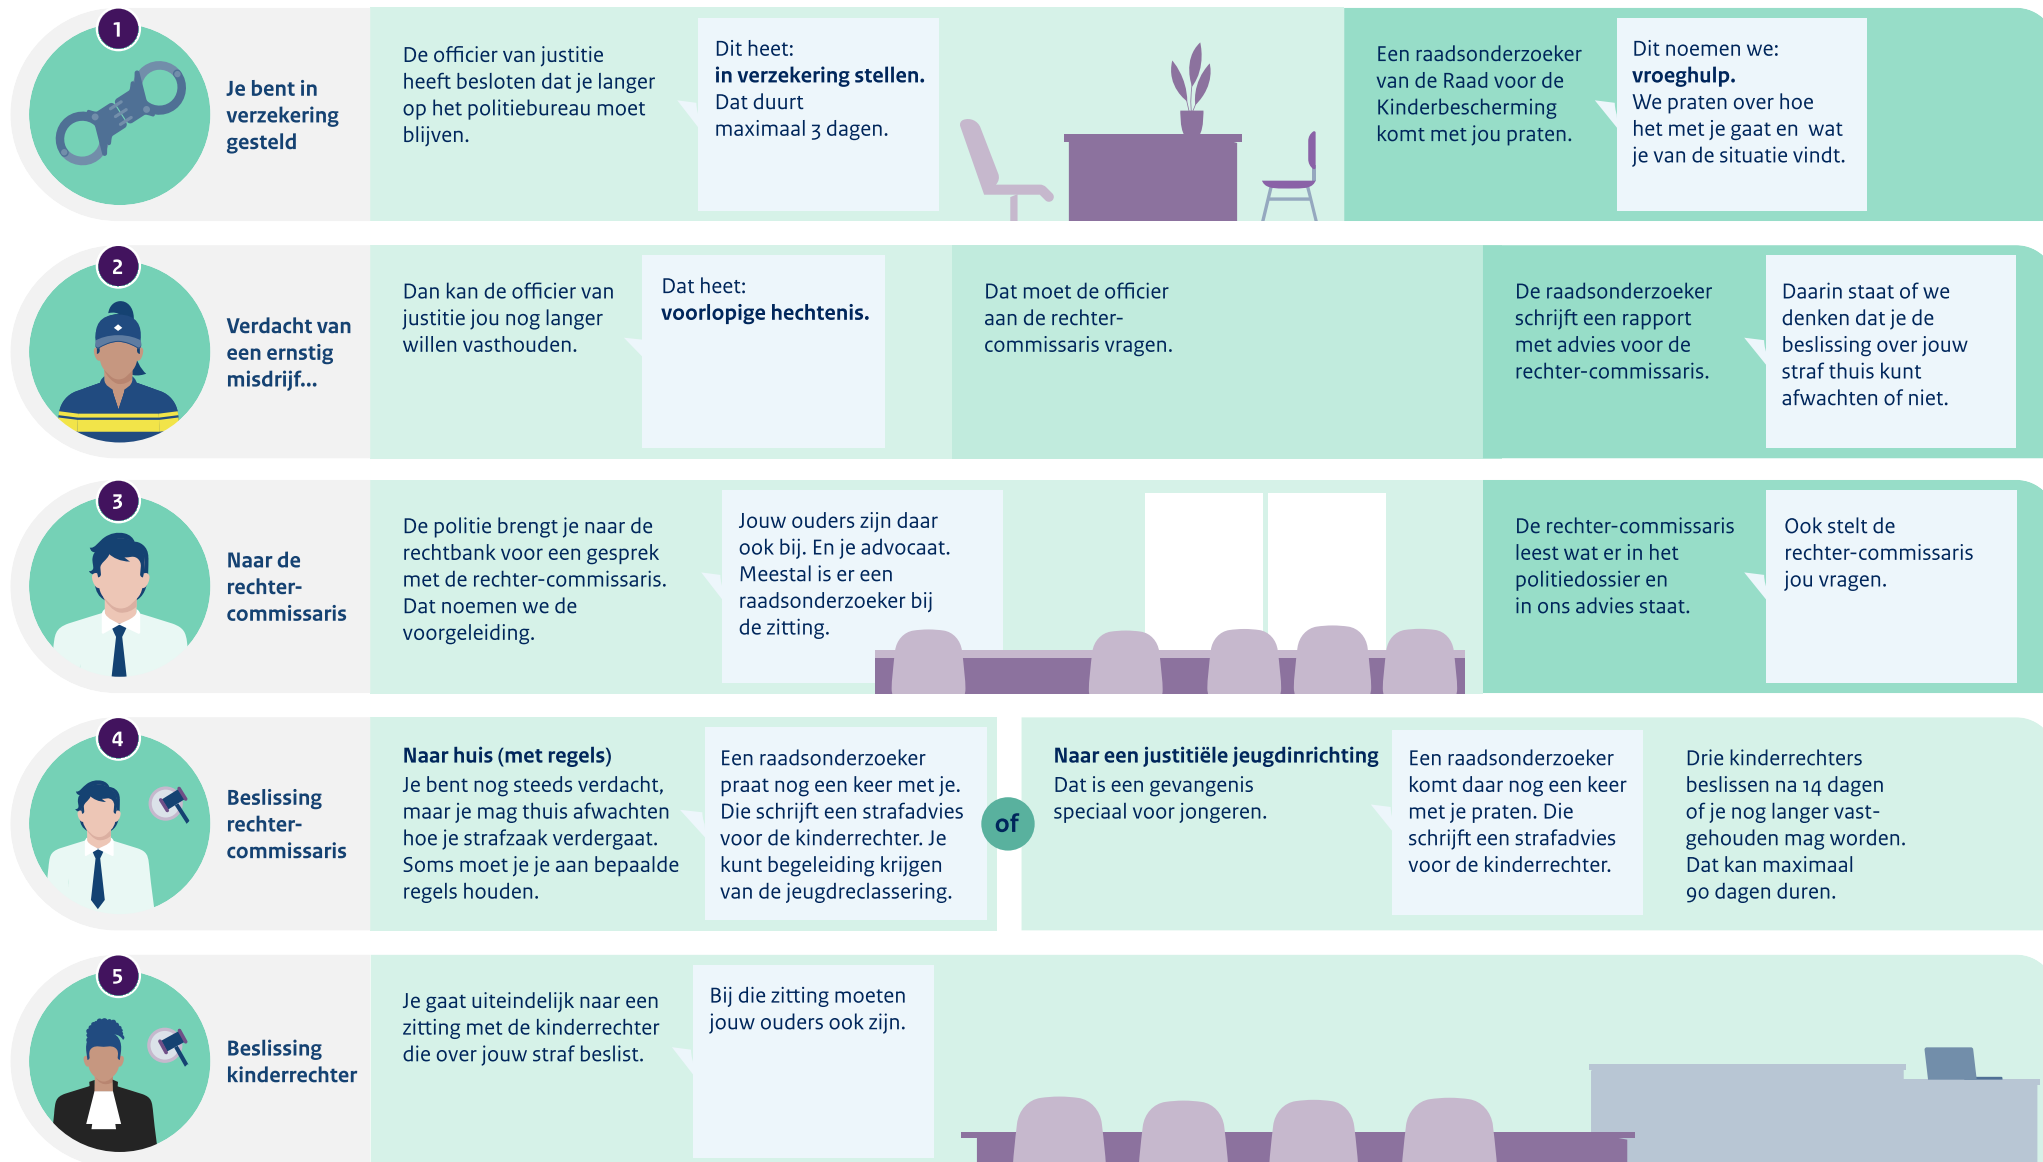 1
Je bent in
verzekering
gesteld
De officier van justitie
heeft besloten dat je langer
op het politiebureau moet
blijven.
Dit heet:
in verzekering stellen.
Dat duurt
maximaal 3 dagen.
Een raadsonderzoeker
van de Raad voor de
Kinderbescherming
komt met jou praten.
Dit noemen we:
vroeghulp.
We praten over hoe
het met je gaat en wat
je van de situatie vindt.
2
Verdacht van
een ernstig
misdrijf...
Dan kan de officier van
justitie jou nog langer
willen vasthouden.
Dat heet:
voorlopige hechtenis.
Dat moet de officier
aan de rechter-
commissaris vragen.
De raadsonderzoeker
schrijft een rapport
met advies voor de
rechter-commissaris.
Daarin staat of we
denken dat je de
beslissing over jouw
straf thuis kunt
afwachten of niet.
3
Naar de
rechter-
commissaris
De politie brengt je naar de
rechtbank voor een gesprek
met de rechter-commissaris.
Dat noemen we de
voorgeleiding.
Jouw ouders zijn daar
ook bij. En je advocaat.
Meestal is er een
raadsonderzoeker bij
de zitting.
De rechter-commissaris
leest wat er in het
politiedossier en
in ons advies staat.
Ook stelt de
rechter-commissaris
jou vragen.
4
Beslissing
rechter-
commissaris
Naar huis (met regels)
Je bent nog steeds verdacht,
maar je mag thuis afwachten
hoe je strafzaak verdergaat.
Soms moet je je aan bepaalde
regels houden.
Een raadsonderzoeker
praat nog een keer met je.
Die schrijft een strafadvies
voor de kinderrechter. Je
kunt begeleiding krijgen
van de jeugdreclassering.
of
Naar een justitiële jeugdinrichting
Dat is een gevangenis
speciaal voor jongeren.
Een raadsonderzoeker
komt daar nog een keer
met je praten. Die
schrijft een strafadvies
voor de kinderrechter.
Drie kinderrechters
beslissen na 14 dagen
of je nog langer vast-
gehouden mag worden.
Dat kan maximaal
90 dagen duren.
5
Beslissing
kinderrechter
Je gaat uiteindelijk naar een
zitting met de kinderrechter
die over jouw straf beslist.
Bij die zitting moeten
jouw ouders ook zijn.